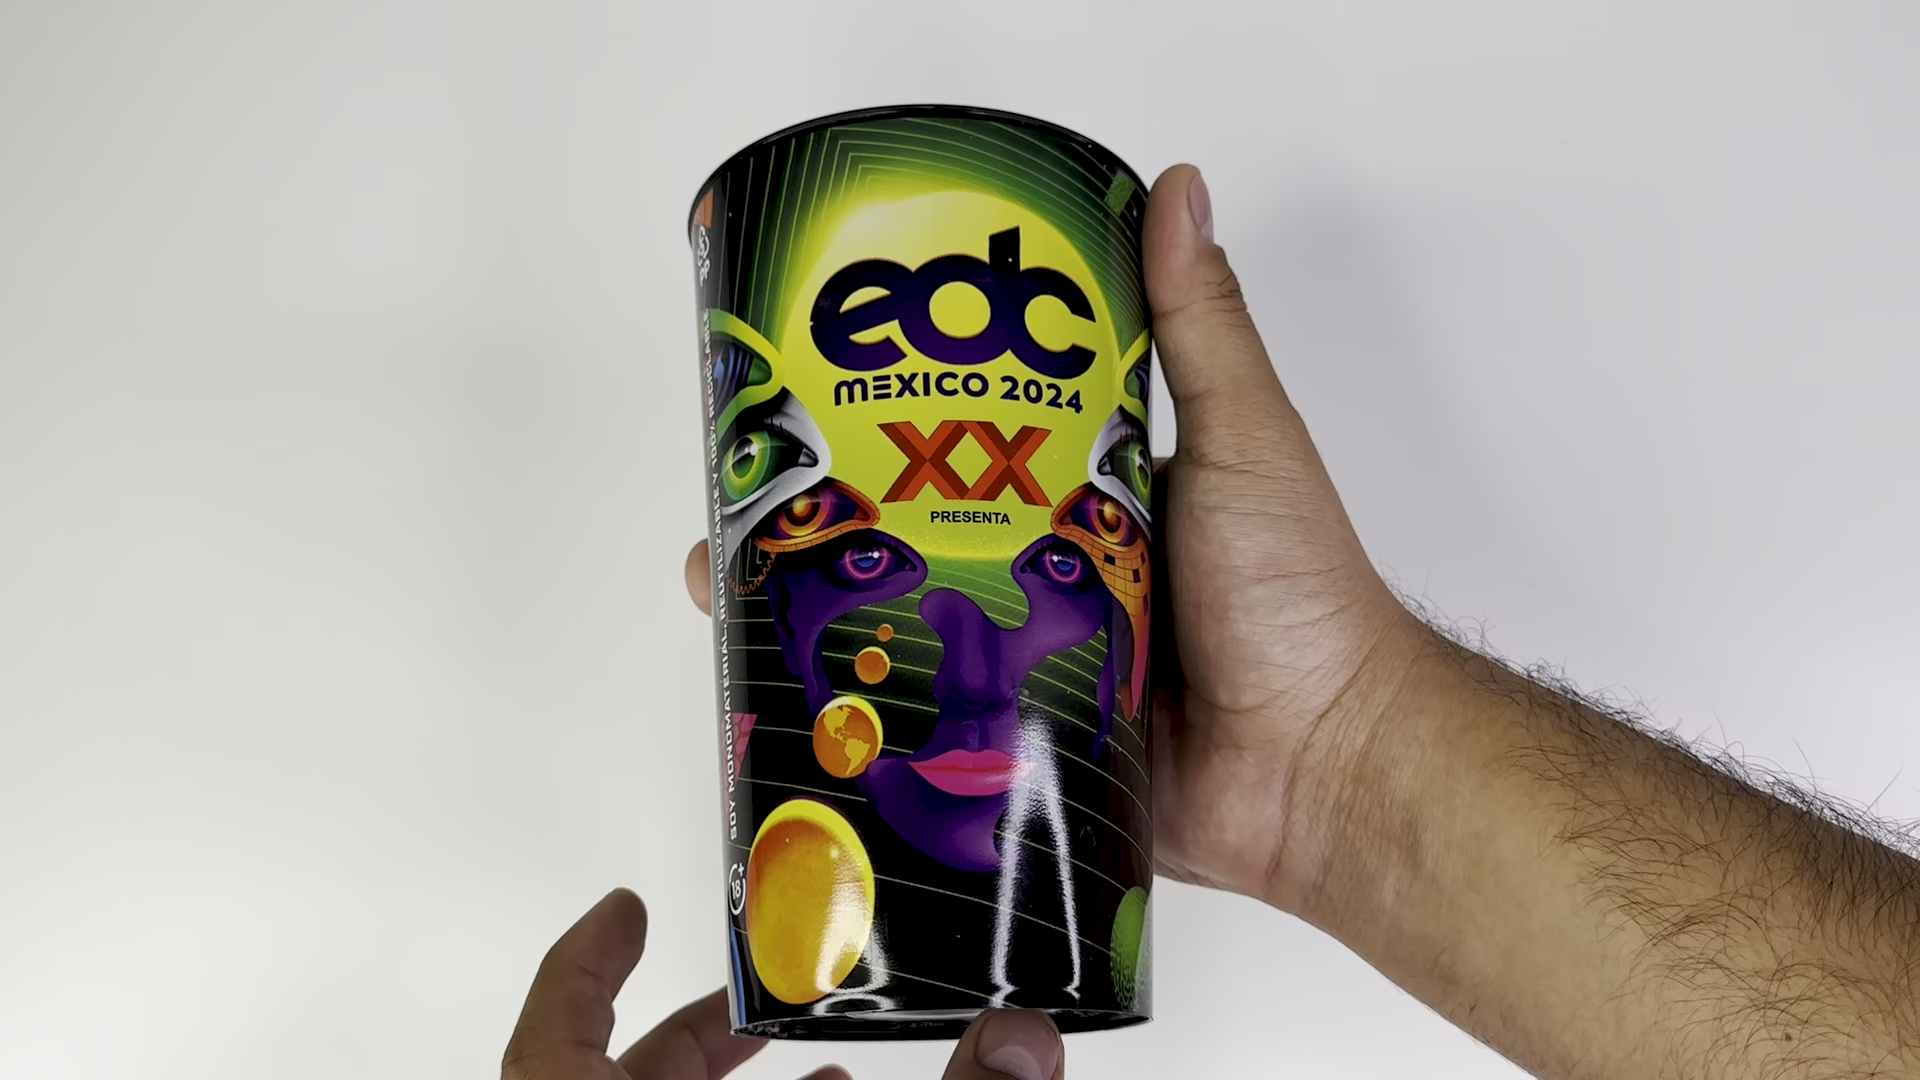 edc
MEXICO 2024
XX
PRESENTA
SOY MONOMATERIAL, REUTILIZABLE Y 100% RECICLABLE
18+